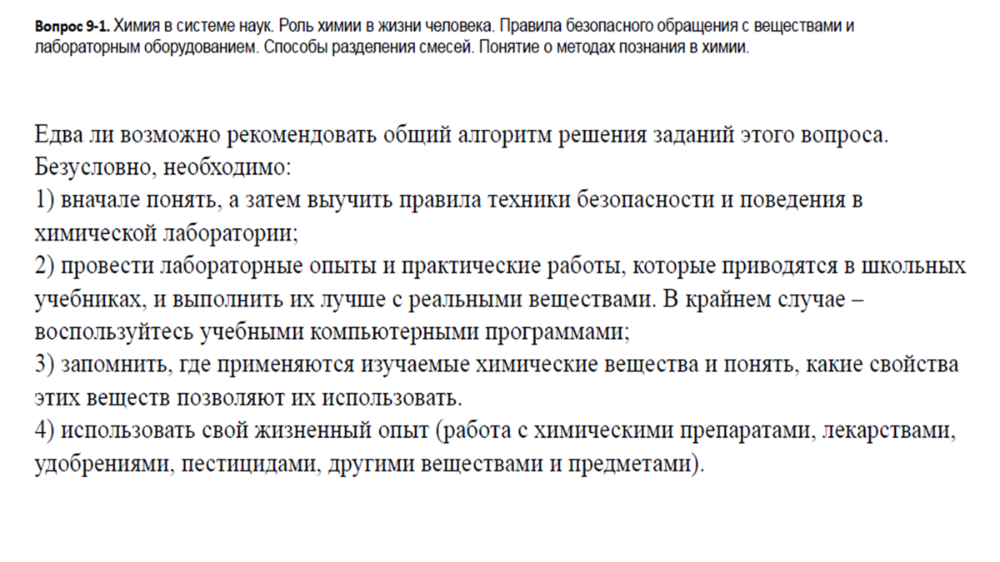 Вопрос 9-1. Химия в системе наук. Роль химии в жизни человека. Правила безопасного обращения с веществами и
лабораторным оборудованием. Способы разделения смесей. Понятие о методах познания в химии.
Едва ли возможно рекомендовать общий алгоритм решения заданий этого вопроса.
Безусловно, необходимо:
1) вначале понять, а затем выучить правила техники безопасности и поведения в
химической лаборатории;
2) провести лабораторные опыты и практические работы, которые приводятся в школьных
учебниках, и выполнить их лучше с реальными веществами. В крайнем случае –
воспользуйтесь учебными компьютерными программами;
3) запомнить, где применяются изучаемые химические вещества и понять, какие свойства
этих веществ позволяют их использовать.
4) использовать свой жизненный опыт (работа с химическими препаратами, лекарствами,
удобрениями, пестицидами, другими веществами и предметами).